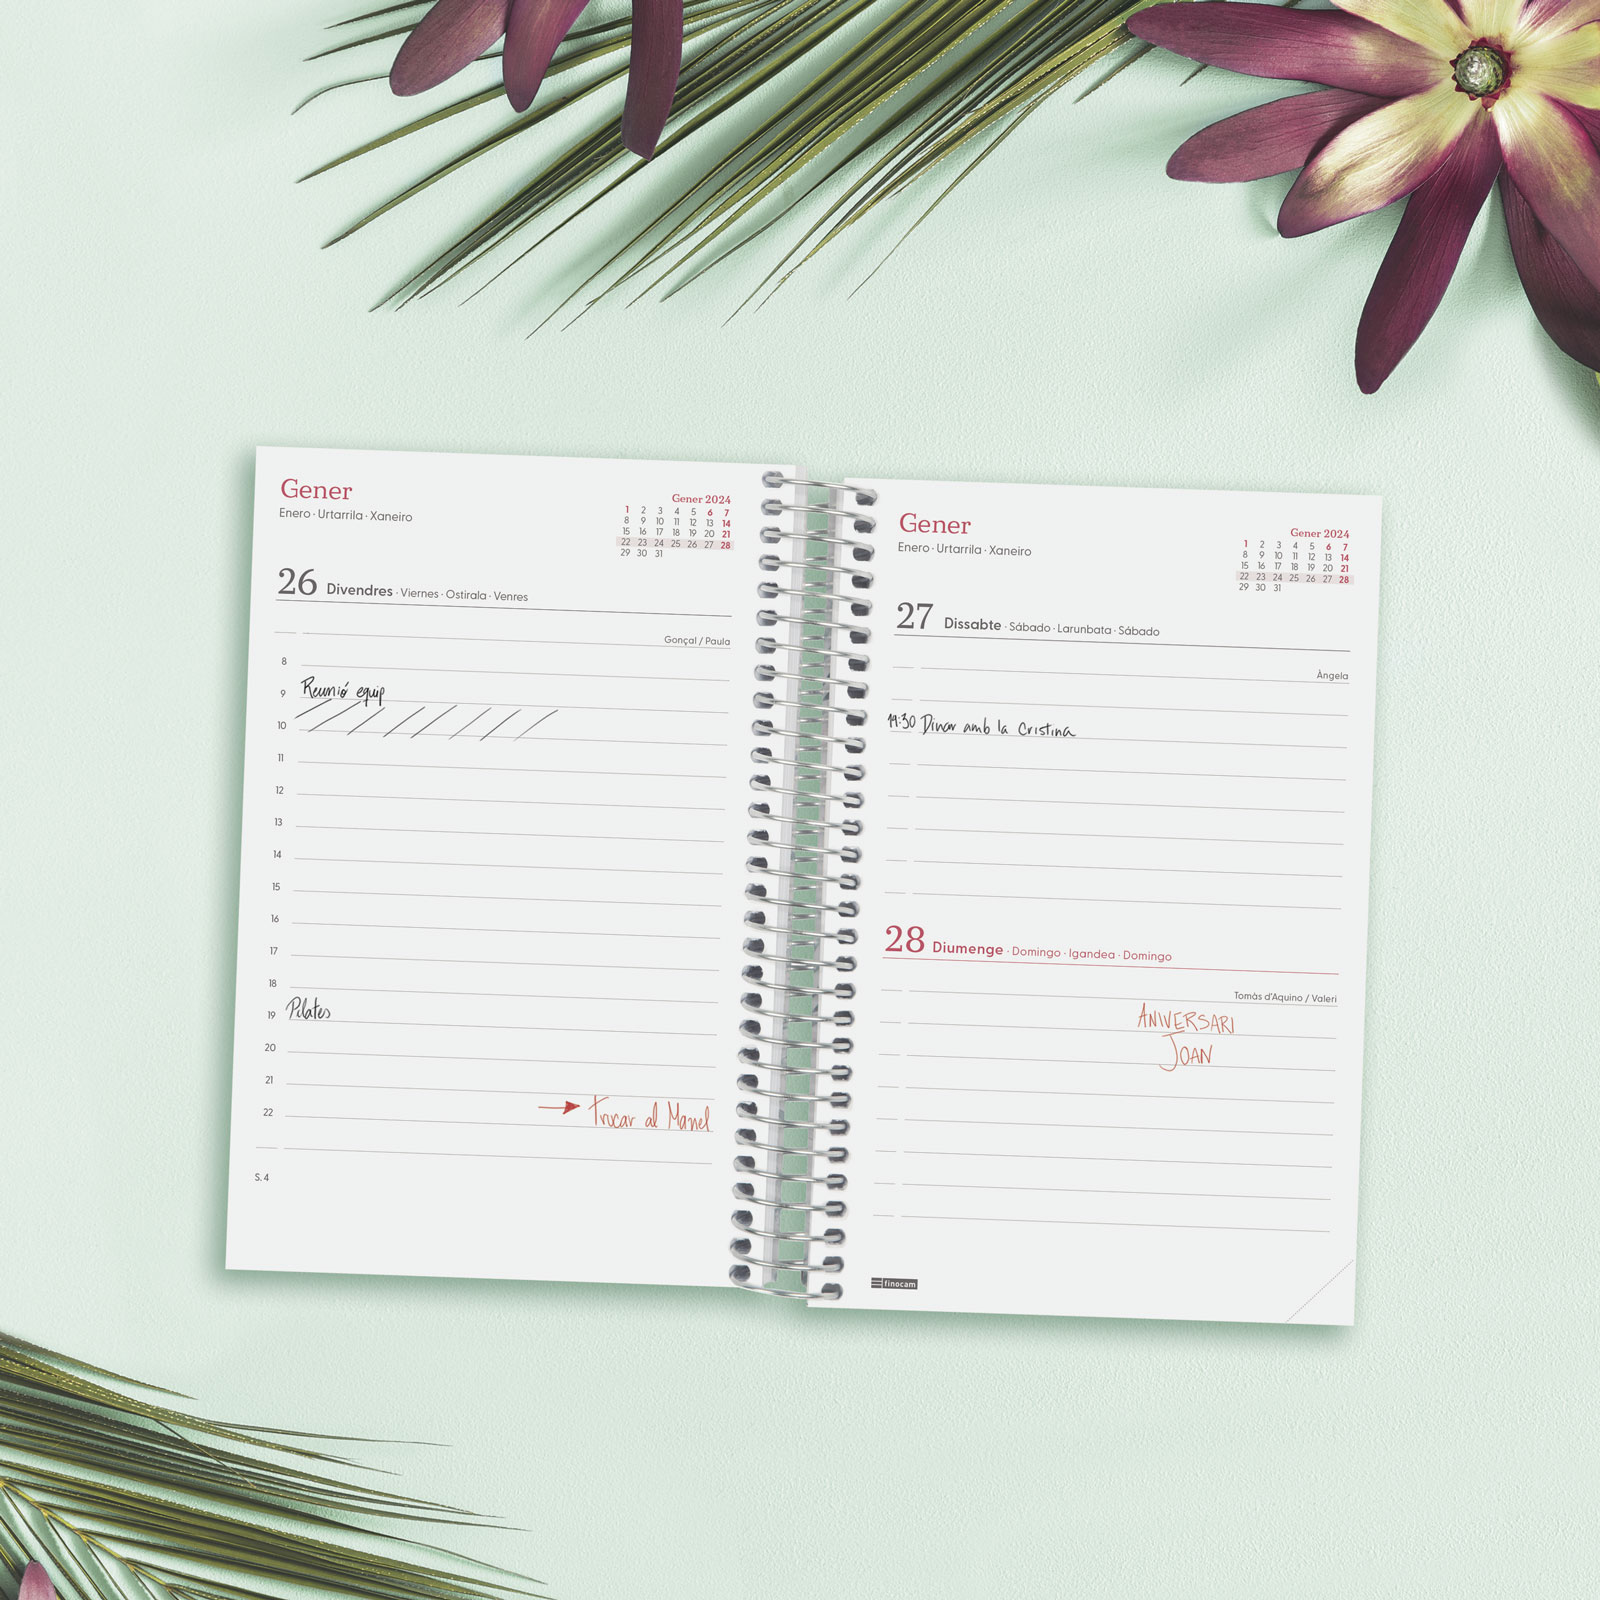 Gener
Enero · Urtarrila · Xaneiro
Gener 2024
1 2 3 4 5 6 7
8 9 10 11 12 13 14
15 16 17 18 19 20 21
22 23 24 25 26 27 28
29 30 31
26 Divendres · Viernes · Ostirala · Venres
Gonçal / Paula
8
9 Reunió equip
10
11
12
13
14
15
16
17
18
19 Pilates
20
21
22 Trucar al Manel
S. 4
Gener
Enero · Urtarrila · Xaneiro
Gener 2024
1 2 3 4 5 6 7
8 9 10 11 12 13 14
15 16 17 18 19 20 21
22 23 24 25 26 27 28
29 30 31
27 Dissabte · Sábado · Larunbata · Sábado
Àngela
14:30 Dinar amb la Cristina
28 Diumenge · Domingo · Igandea · Domingo
Tomàs d'Aquino / Valeri
ANIVERSARI
JOAN
finocam